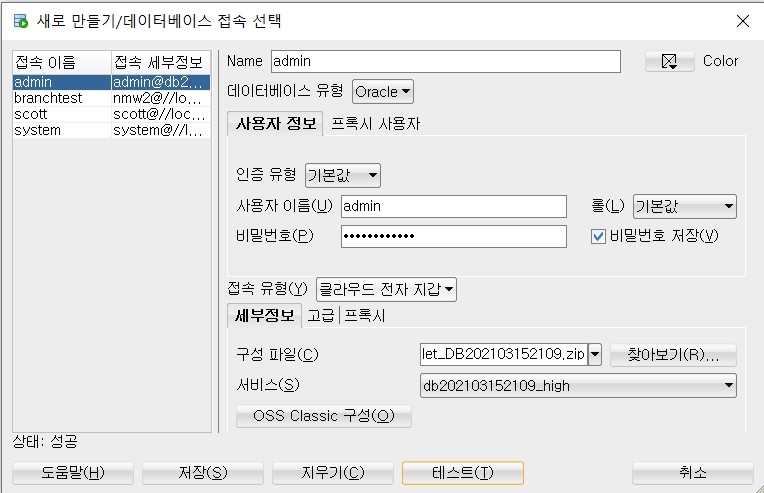 새로 만들기/데이터베이스 접속 선택
접속 이름 접속 세부정보
admin admin@db2...
branchtest nmw2@//lo...
scott scott@//loc...
system system@//l...
Name admin Color
데이터베이스 유형 Oracle
사용자 정보 프록시 사용자
인증 유형 기본값
사용자 이름(U) admin 롤(L) 기본값
비밀번호(P) •••••••••••• 비밀번호 저장(V)
접속 유형(Y) 클라우드 전자 지갑
세부정보 고급 프록시
구성 파일(C) let_DB202103152109.zip 찾아보기(R)...
서비스(S) db202103152109_high
OSS Classic 구성(O)
상태: 성공
도움말(H) 저장(S) 지우기(C) 테스트(T) 취소